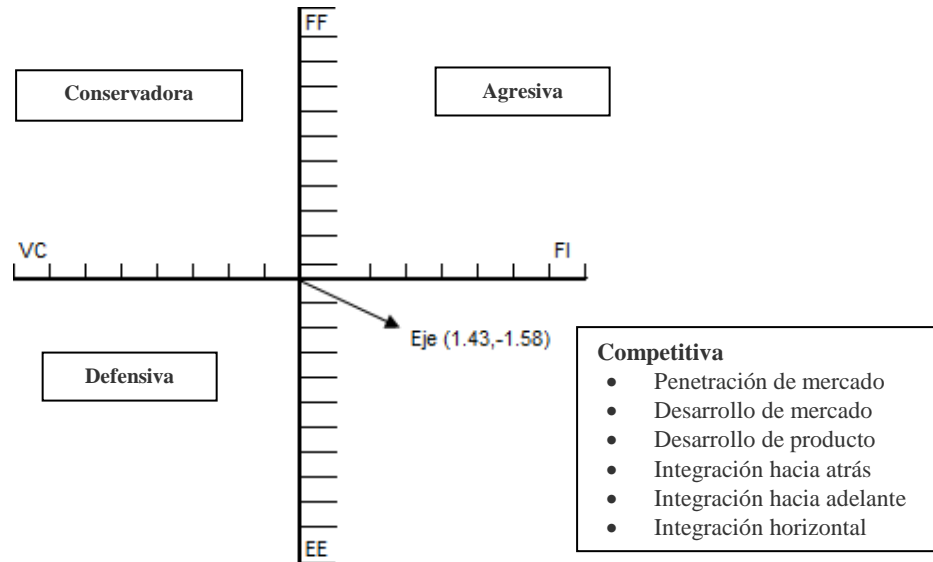 FF
Conservadora
Agresiva
VC
FI
Eje (1.43,-1.58)
Defensiva
Competitiva
• Penetración de mercado
• Desarrollo de mercado
• Desarrollo de producto
• Integración hacia atrás
• Integración hacia adelante
• Integración horizontal
EE